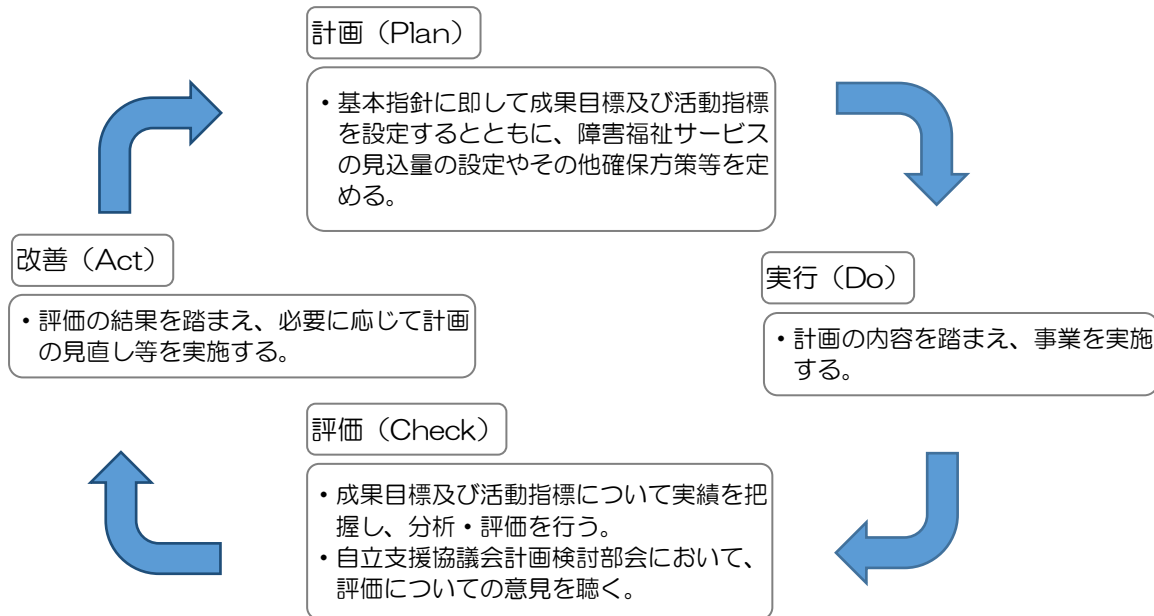 計画（Plan）
・基本指針に即して成果目標及び活動指標
を設定するとともに、障害福祉サービス
の見込量の設定やその他確保方策等を定
める。
改善（Act）
・評価の結果を踏まえ、必要に応じて計画
の見直し等を実施する。
実行（Do）
・計画の内容を踏まえ、事業を実施
する。
評価（Check）
・成果目標及び活動指標について実績を把
握し、分析・評価を行う。
・自立支援協議会計画検討部会において、
評価についての意見を聴く。